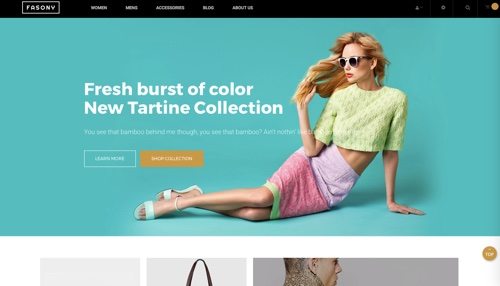 FASONY
WOMEN MENS ACCESSORIES BLOG ABOUT US
Fresh burst of color
New Tartine Collection
You see that bamboo behind me though, you see that bamboo? Ain't nothin' like
LEARN MORE SHOP COLLECTION
TOP